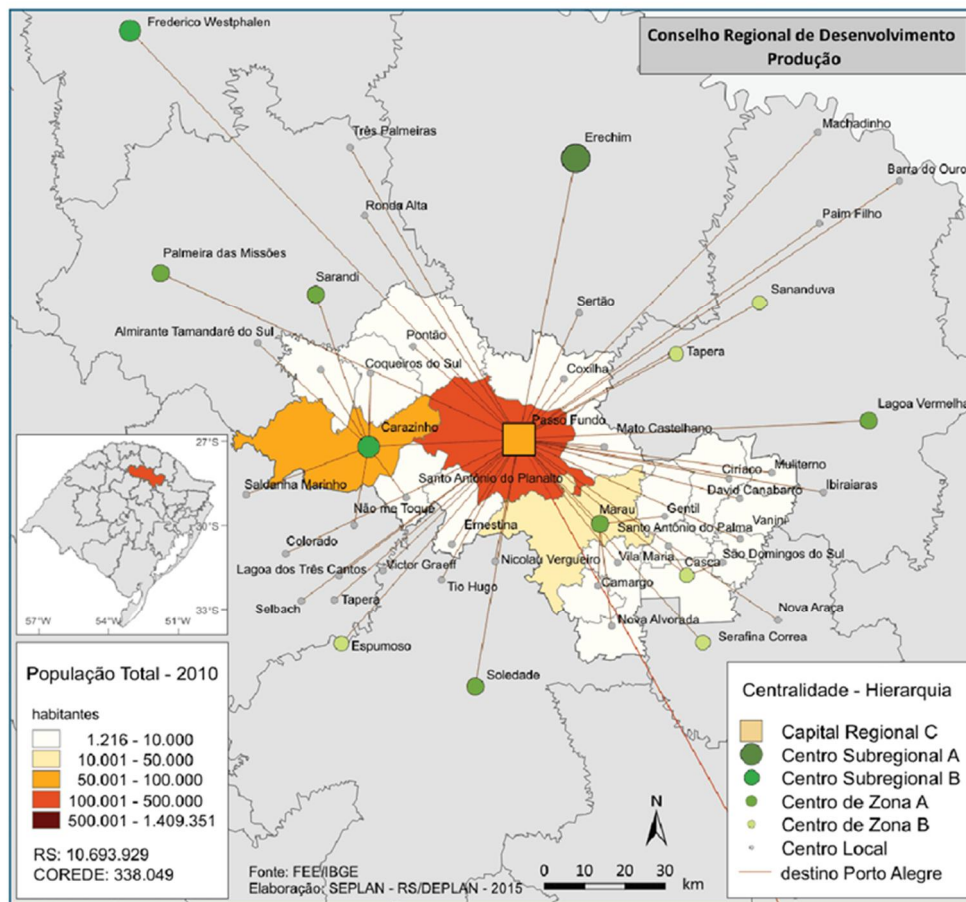 Conselho Regional de Desenvolvimento
Produção
Frederico Westphalen
Três Palmeiras
Erechim
Machadinho
Barra do Ouro
Ronda Alta
Paim Filho
Palmeira das Missões
Sarandi
Sananduva
Sertão
Almirante Tamandaré do Sul
Pontão
Tapera
Coqueiros do Sul
Coxilha
Lagoa Vermelha
Carazinho
Passo Fundo
Mato Castelhano
27°S
30°S
33°S
57°W
54°W
51°W
Santo Antônio do Planalto
Ciríaco
Muliterno
Saldanha Marinho
David Canabarro
Ibiraiaras
Não me Toque
Marau
Gentil
Ernestina
Santo Antônio do Palma
Vanini
Colorado
Nicolau Vergueiro
Vila Maria
São Domingos do Sul
Lagoa dos Três Cantos
Victor Graeff
Casca
Tio Hugo
Camargo
Selbach
Tapera
Nova Araça
Nova Alvorada
Serafina Correa
Espumoso
Soledade
População Total - 2010
habitantes
1.216 - 10.000
10.001 - 50.000
50.001 - 100.000
100.001 - 500.000
500.001 - 1.409.351
RS: 10.693.929
COREDE: 338.049
Fonte: FEE/IBGE
Elaboração: SEPLAN - RS/DEPLAN - 2015
N
0 10 20 30
km
Centralidade - Hierarquia
Capital Regional C
Centro Subregional A
Centro Subregional B
Centro de Zona A
Centro de Zona B
Centro Local
destino Porto Alegre